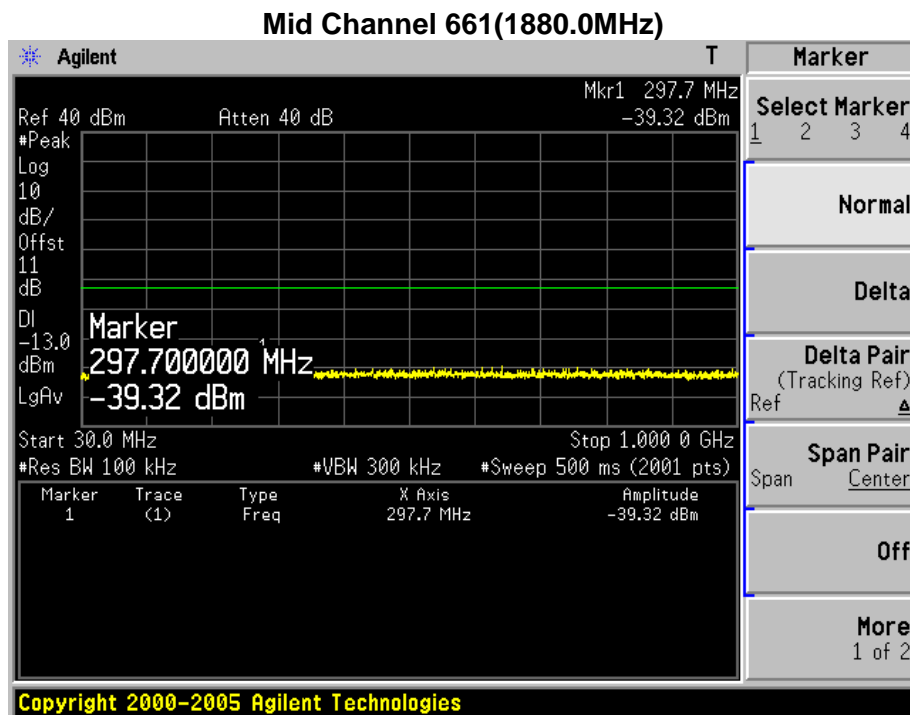 Mid Channel 661(1880.0MHz)
Agilent T
Mkr1 297.7 MHz
Ref 40 dBm Atten 40 dB -39.32 dBm
#Peak
Log
10
dB/
Offst
11
dB
DI
-13.0
dBm
LgAv
1
Marker
297.700000 MHz
-39.32 dBm
Start 30.0 MHz Stop 1.000 0 GHz
#Res BW 100 kHz #VBW 300 kHz #Sweep 500 ms (2001 pts)
Marker Trace Type X Axis Amplitude
1 (1) Freq 297.7 MHz -39.32 dBm
Marker
Select Marker
1 2 3 4
Normal
Delta
Delta Pair
(Tracking Ref)
Ref Δ
Span Pair
Span Center
Off
More
1 of 2
Copyright 2000-2005 Agilent Technologies